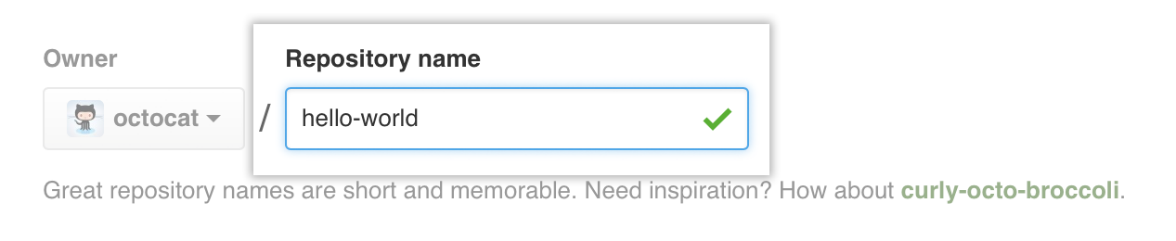 Owner
Repository name
octocat / hello-world
Great repository names are short and memorable. Need inspiration? How about curly-octo-broccoli.